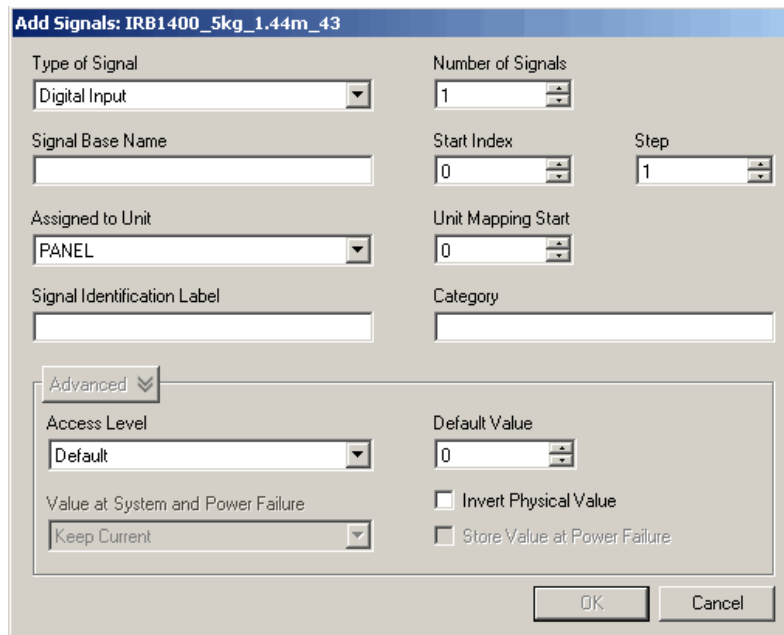 Add Signals: IRB1400_5kg_1.44m_43
Type of Signal
Number of Signals
Digital Input
1
Signal Base Name
Start Index
Step
0
1
Assigned to Unit
Unit Mapping Start
PANEL
0
Signal Identification Label
Category
Advanced
Access Level
Default Value
Default
0
Value at System and Power Failure
Invert Physical Value
Keep Current
Store Value at Power Failure
OK
Cancel